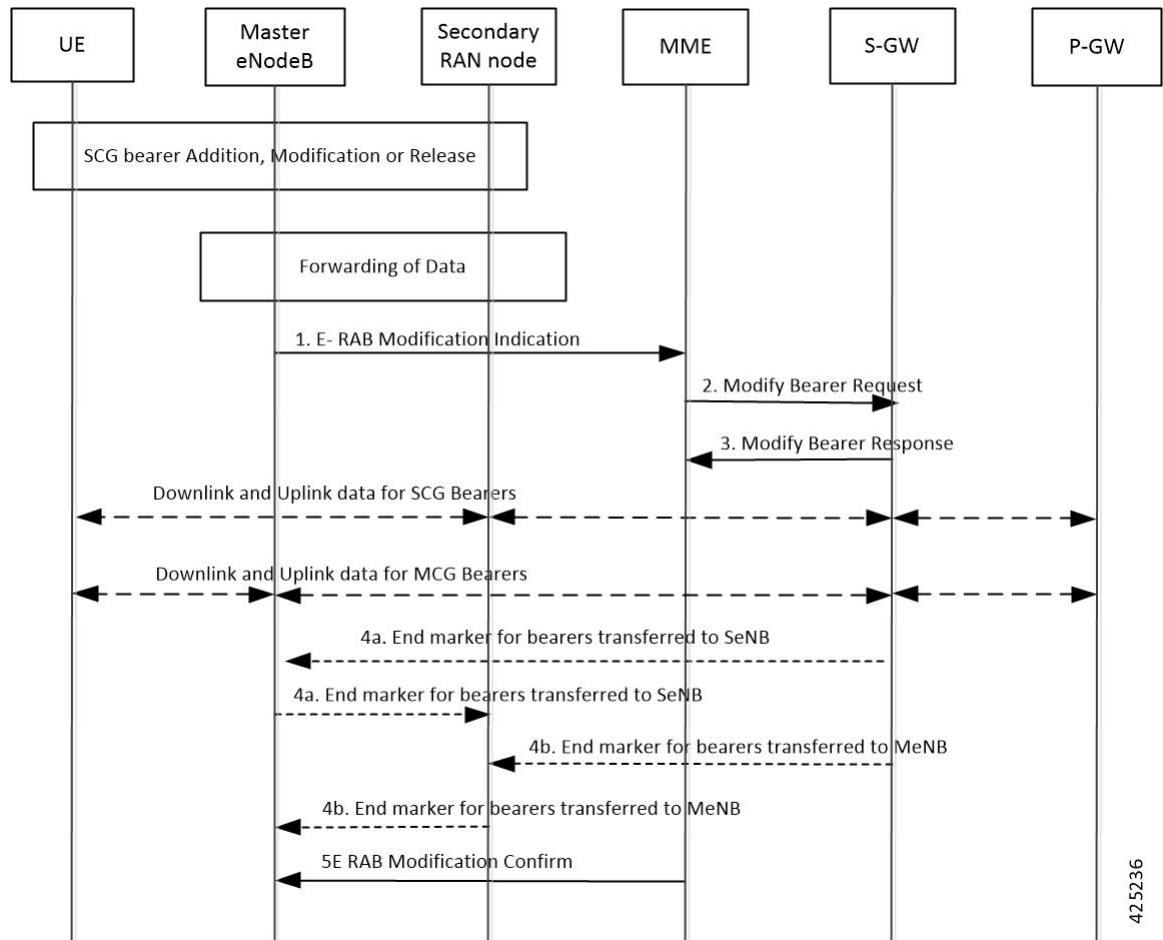 UE
Master
eNodeB
Secondary
RAN node
MME
S-GW
P-GW
SCG bearer Addition, Modification or Release
Forwarding of Data
1. E- RAB Modification Indication
2. Modify Bearer Request
3. Modify Bearer Response
Downlink and Uplink data for SCG Bearers
Downlink and Uplink data for MCG Bearers
4a. End marker for bearers transferred to SeNB
4a. End marker for bearers transferred to SeNB
4b. End marker for bearers transferred to MeNB
4b. End marker for bearers transferred to MeNB
5E RAB Modification Confirm
425236